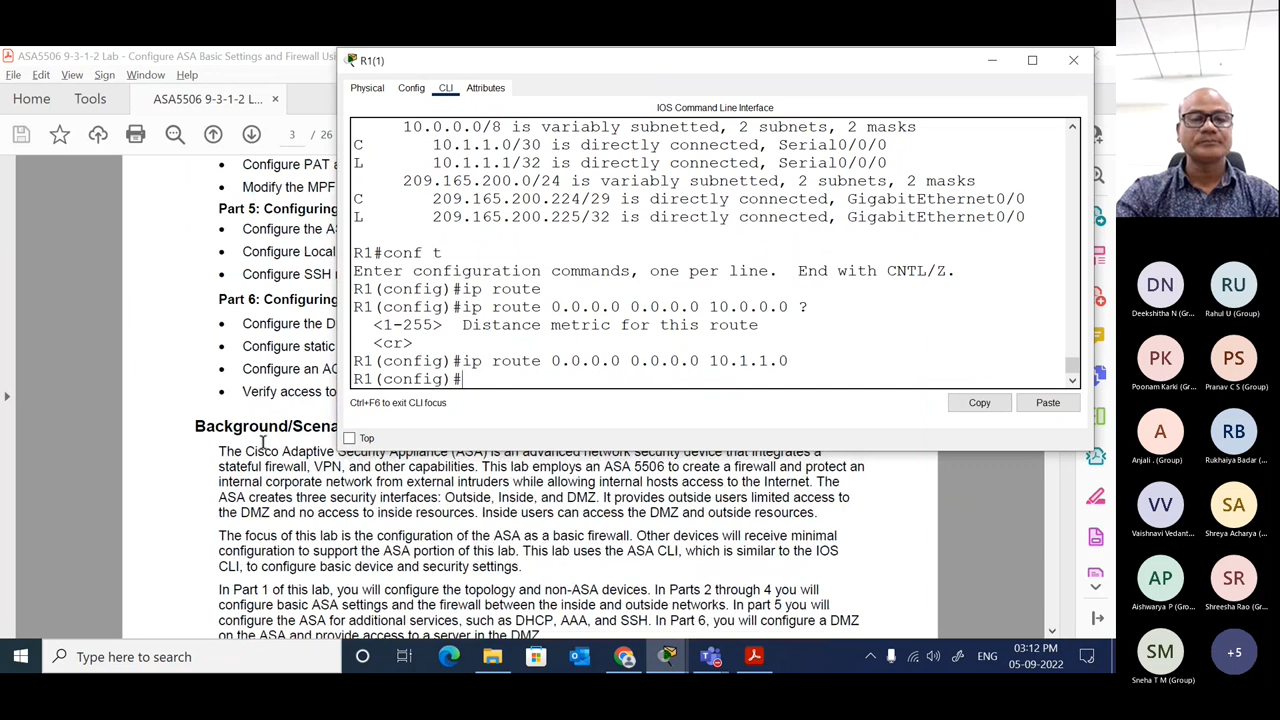 ASA5506 9-3-1-2 Lab - Configure ASA Basic Settings and Firewall Usi
File Edit View Sign Window Help
Home Tools ASA5506 9-3-1-2 L... ×
3 / 26
Configure PAT a
Modify the MPF
Part 5: Configuring
Configure the A
Configure Local
Configure SSH r
Part 6: Configuring
Configure the D
Configure static
Configure an AC
Verify access to
Background/Scena
The Cisco Adaptive Security Appliance (ASA) is an advanced network security device that integrates a
stateful firewall, VPN, and other capabilities. This lab employs an ASA 5506 to create a firewall and protect an
internal corporate network from external intruders while allowing internal hosts access to the Internet. The
ASA creates three security interfaces: Outside, Inside, and DMZ. It provides outside users limited access to
the DMZ and no access to inside resources. Inside users can access the DMZ and outside resources.
The focus of this lab is the configuration of the ASA as a basic firewall. Other devices will receive minimal
configuration to support the ASA portion of this lab. This lab uses the ASA CLI, which is similar to the IOS
CLI, to configure basic device and security settings.
In Part 1 of this lab, you will configure the topology and non-ASA devices. In Parts 2 through 4 you will
configure basic ASA settings and the firewall between the inside and outside networks. In part 5 you will
configure the ASA for additional services, such as DHCP, AAA, and SSH. In Part 6, you will configure a DMZ
on the ASA and provide access to a server in the DMZ.
R1(1)
Physical Config CLI Attributes
IOS Command Line Interface
10.0.0.0/8 is variably subnetted, 2 subnets, 2 masks
C 10.1.1.0/30 is directly connected, Serial0/0/0
L 10.1.1.1/32 is directly connected, Serial0/0/0
209.165.200.0/24 is variably subnetted, 2 subnets, 2 masks
C 209.165.200.224/29 is directly connected, GigabitEthernet0/0
L 209.165.200.225/32 is directly connected, GigabitEthernet0/0
R1#conf t
Enter configuration commands, one per line. End with CNTL/Z.
R1(config)#ip route
R1(config)#ip route 0.0.0.0 0.0.0.0 10.0.0.0 ?
<1-255> Distance metric for this route
<cr>
R1(config)#ip route 0.0.0.0 0.0.0.0 10.1.1.0
R1(config)#
Ctrl+F6 to exit CLI focus
Copy Paste
Top
Type here to search
ENG
03:12 PM
05-09-2022
DN RU
Deekshitha N (Gr... Rahul U (Group)
PK PS
Poonam Karki (Gr... Pranav C S (Group)
A RB
Anjali . (Group) Rukhaiya Badar (...
VV SA
Vaishnavi Vedant... Shreya Acharya (...
AP SR
Aishwarya P (Gro... Shreesha Rao (Gr...
SM +5
Sneha T M (Group)